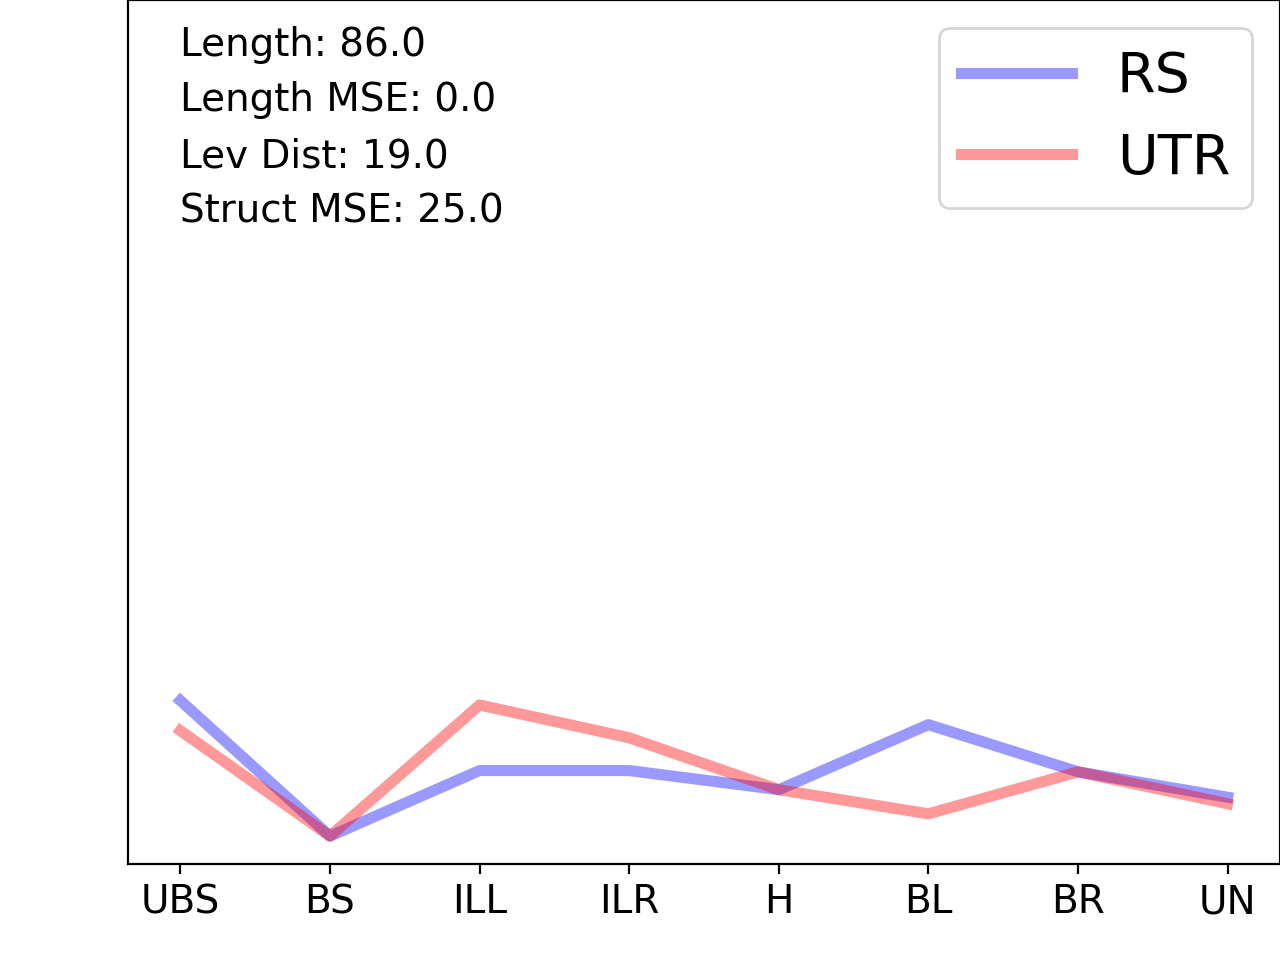 Length: 86.0
Length MSE: 0.0
Lev Dist: 19.0
Struct MSE: 25.0
RS
UTR
UBS BS ILL ILR H BL BR UN